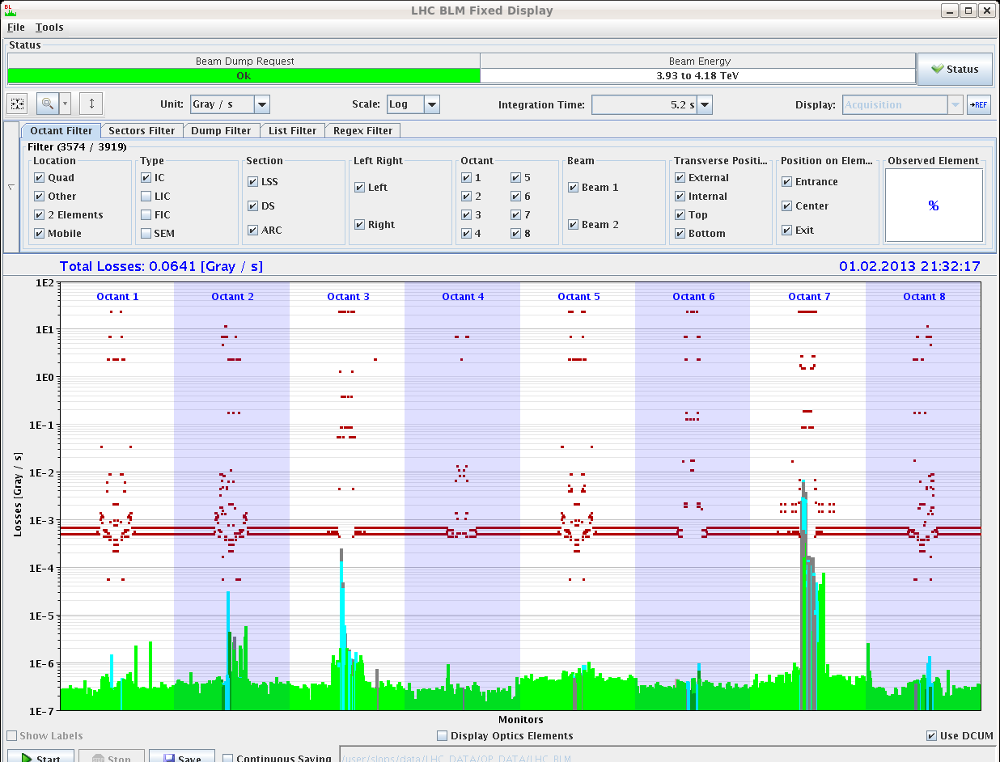 BL
LHC BLM Fixed Display
File Tools
Status
Beam Dump Request Beam Energy
Ok 3.93 to 4.18 TeV
Status
Unit: Gray / s Scale: Log Integration Time: 5.2 s Display: Acquisition REF
Octant Filter Sectors Filter Dump Filter List Filter Regex Filter
Filter (3574 / 3919)
Location Type Section Left Right Octant Beam Transverse Positi... Position on Elem... Observed Element
Quad IC LSS Left 1 5 Beam 1 External Entrance
Other LIC DS 2 6 Internal Center %
2 Elements FIC 3 7 Top
Mobile SEM ARC Right 4 8 Beam 2 Bottom Exit
Total Losses: 0.0641 [Gray / s] 01.02.2013 21:32:17
Octant 1 Octant 2 Octant 3 Octant 4 Octant 5 Octant 6 Octant 7 Octant 8
1E2
1E1
1E0
1E-1
1E-2
1E-3
1E-4
1E-5
1E-6
1E-7
Losses [Gray / s]
Monitors
Show Labels Display Optics Elements Use DCUM
Start Stop Save Continuous Saving /user/slops/data/LHC_DATA/OP_DATA/LHC_BLM